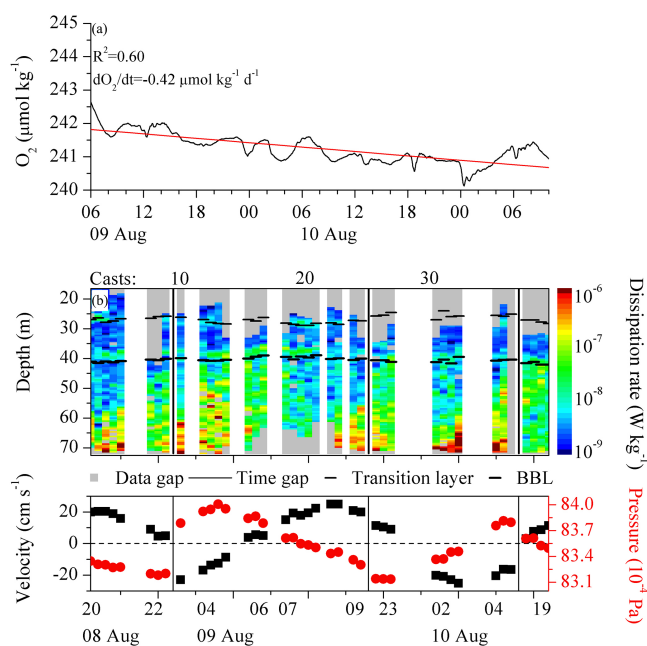 245
244
243
242
241
240
O₂ (μmol kg⁻¹)
(a)
R²=0.60
dO₂/dt=-0.42 μmol kg⁻¹ d⁻¹
06 12 18 00 06 12 18 00 06
09 Aug 10 Aug
Casts: 10 20 30
(b)
20
30
40
50
60
70
Depth (m)
10⁻⁶
10⁻⁷
10⁻⁸
10⁻⁹
Dissipation rate (W kg⁻¹)
Data gap Time gap Transition layer BBL
20
0
-20
Velocity (cm s⁻¹)
84.0
83.7
83.4
83.1
Pressure (10⁻⁴ Pa)
20 22 04 06 07 09 23 02 04 19
08 Aug 09 Aug 10 Aug